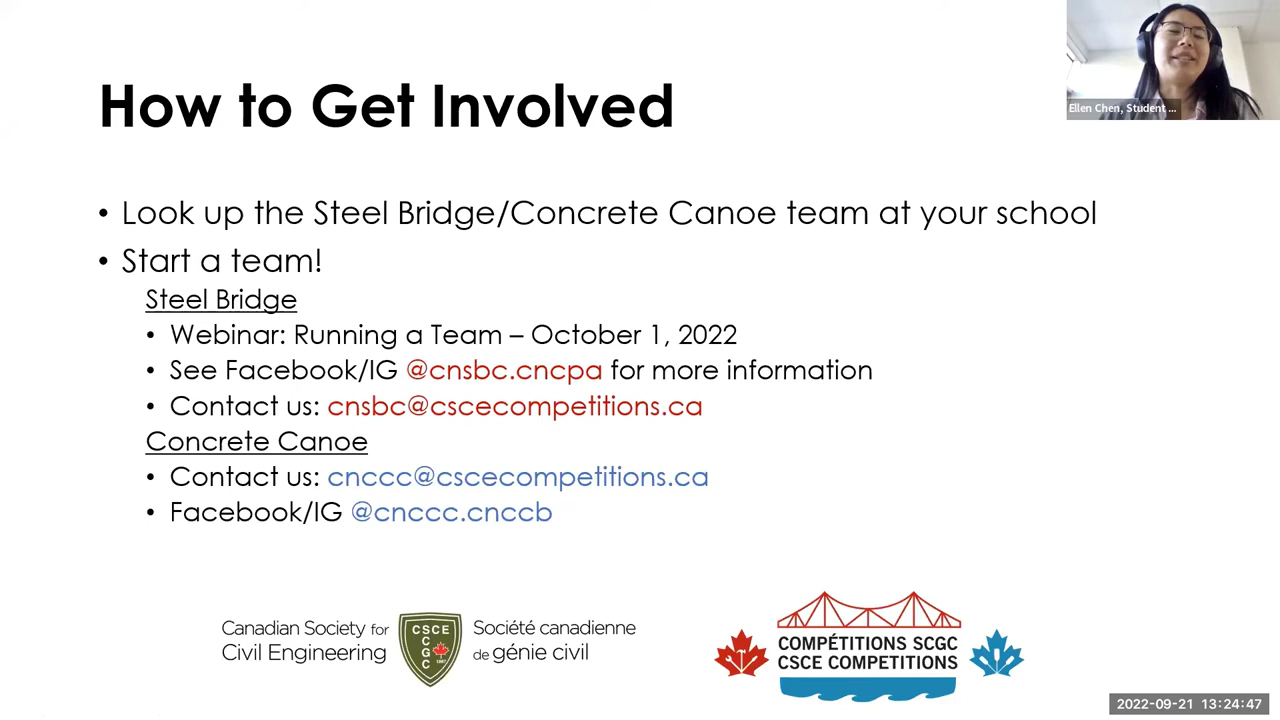 Ellen Chen, Student ...
How to Get Involved
• Look up the Steel Bridge/Concrete Canoe team at your school
• Start a team!
Steel Bridge
• Webinar: Running a Team – October 1, 2022
• See Facebook/IG @cnsbc.cncpa for more information
• Contact us: cnsbc@cscecompetitions.ca
Concrete Canoe
• Contact us: cnccc@cscecompetitions.ca
• Facebook/IG @cnccc.cnccb
Canadian Society for
Civil Engineering
CSCE
C
G
C
1887
Société canadienne
de génie civil
COMPÉTITIONS SCGC
CSCE COMPETITIONS
2022-09-21 13:24:47